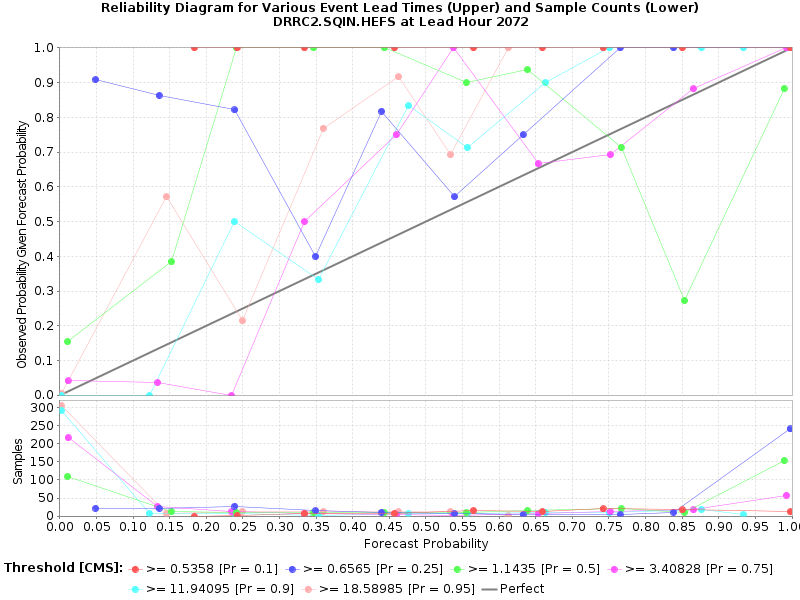 Reliability Diagram for Various Event Lead Times (Upper) and Sample Counts (Lower)
DRRC2.SQIN.HEFS at Lead Hour 2072
Observed Probability Given Forecast Probability
1.0
0.9
0.8
0.7
0.6
0.5
0.4
0.3
0.2
0.1
0.0
Samples
300
250
200
150
100
50
0
0.00 0.05 0.10 0.15 0.20 0.25 0.30 0.35 0.40 0.45 0.50 0.55 0.60 0.65 0.70 0.75 0.80 0.85 0.90 0.95 1.0
Forecast Probability
Threshold [CMS]: >= 0.5358 [Pr = 0.1] >= 0.6565 [Pr = 0.25] >= 1.1435 [Pr = 0.5] >= 3.40828 [Pr = 0.75]
>= 11.94095 [Pr = 0.9] >= 18.58985 [Pr = 0.95] Perfect